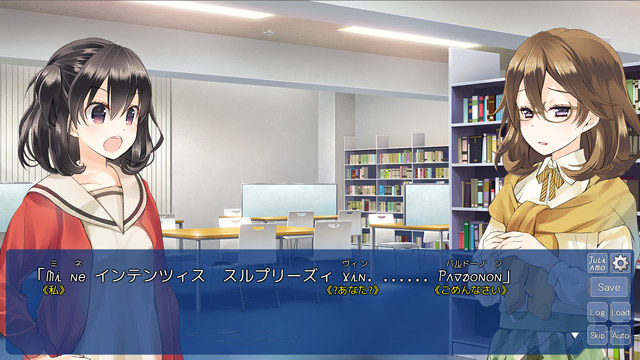 ミ ネ ヴィン パルドーノン
「Mi ne インテンツィス スルプリーズィ vin. ...... Pardonon」
《私》 《?あなた?》 《ごめんなさい》
JULIAMO
Save
Log Load
Skip Auto